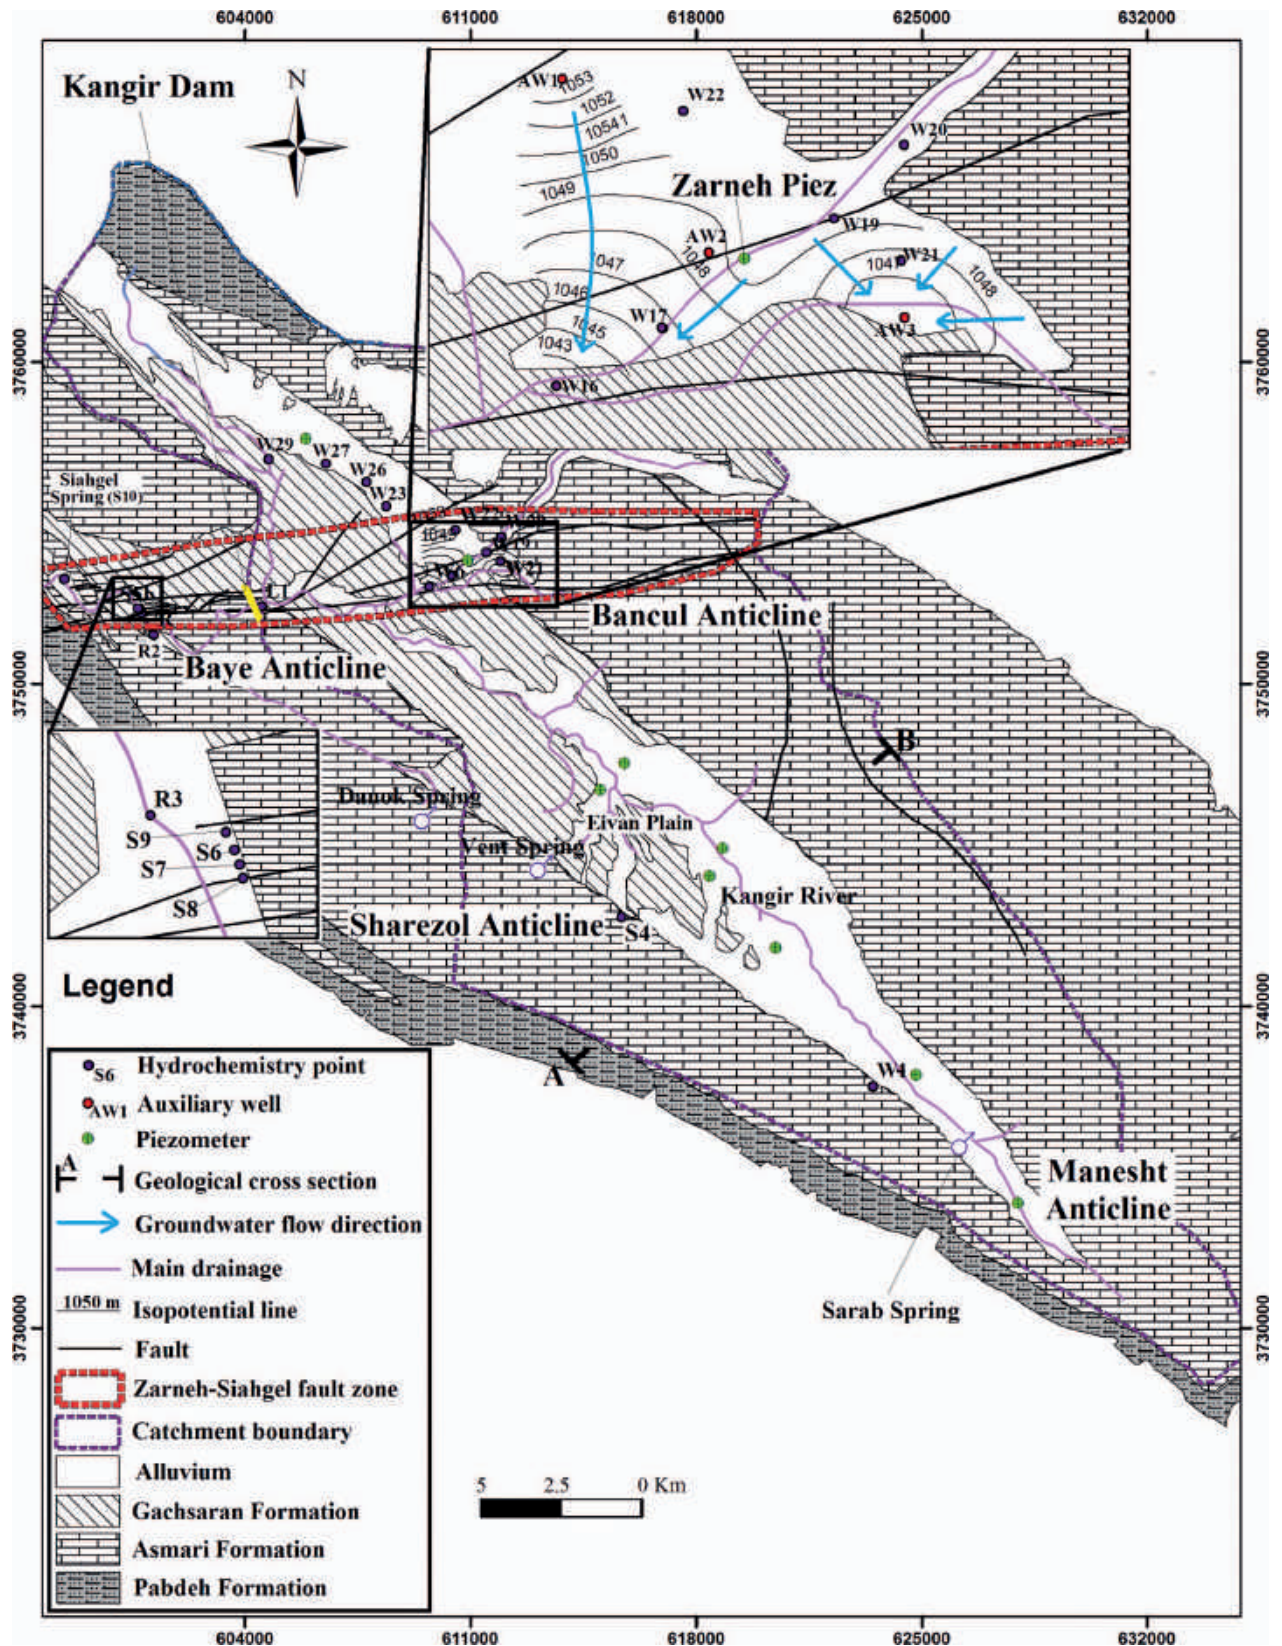 604000
611000
618000
625000
632000
Kangir Dam
N
AW1
1053
1052
10541
1050
1049
W22
W20
Zarneh Piez
W19
AW2
1048
W21
1047
1048
1047
1046
1045
1043
W17
AW3
W16
3760000
3760000
W29
W27
W26
W23
Siahgel
Spring (S10)
W21
L1
R2
Baye Anticline
Bancul Anticline
3750000
3750000
B
R3
S9
S6
S7
S8
Danok Spring
Vent Spring
Eivan Plain
Kangir River
Sharezol Anticline
S4
3740000
3740000
A
W4
Manesht
Anticline
Sarab Spring
3730000
3730000
Legend
S6 Hydrochemistry point
AW1 Auxiliary well
Piezometer
A Geological cross section
Groundwater flow direction
Main drainage
1050 m Isopotential line
Fault
Zarneh-Siahgel fault zone
Catchment boundary
Alluvium
Gachsaran Formation
Asmari Formation
Pabdeh Formation
5 2.5 0 Km
604000
611000
618000
625000
632000